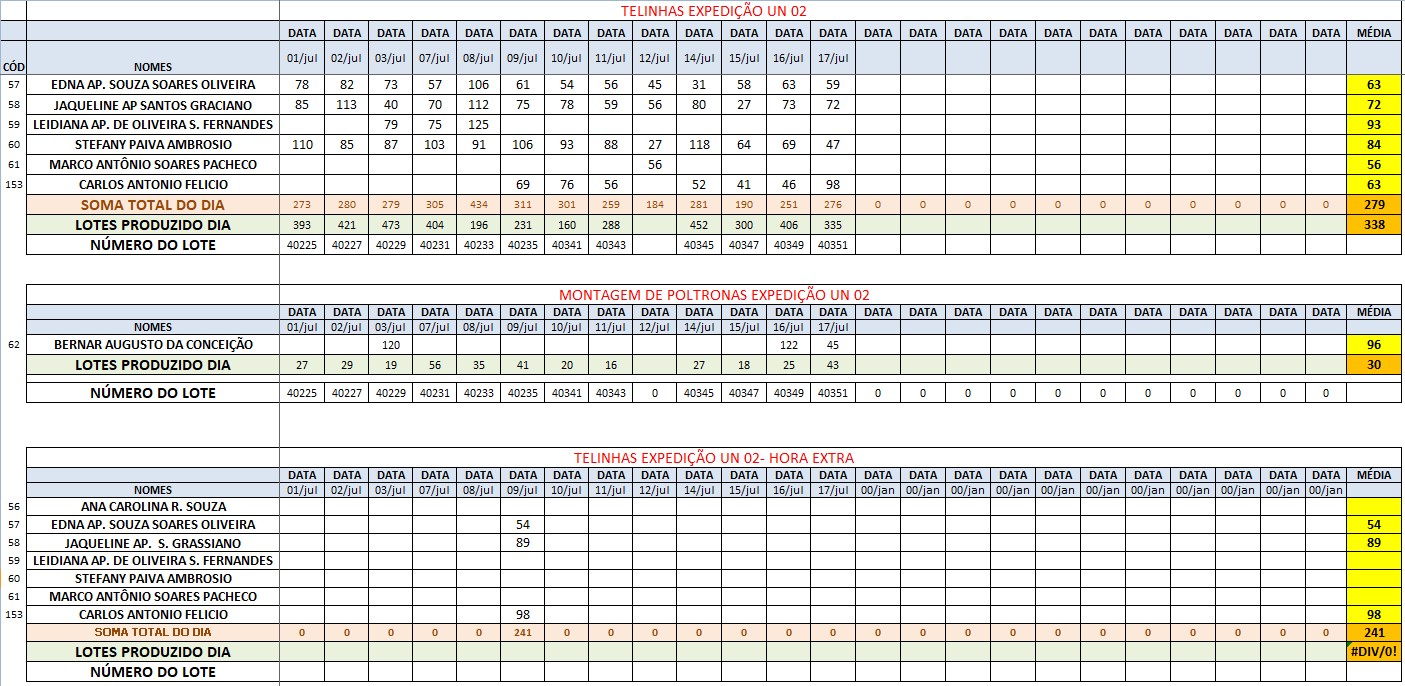 TELINHAS EXPEDIÇÃO UN 02
DATA DATA DATA DATA DATA DATA DATA DATA DATA DATA DATA DATA DATA DATA DATA DATA DATA DATA DATA DATA DATA DATA DATA DATA MÉDIA
CÓD NOMES 01/jul 02/jul 03/jul 07/jul 08/jul 09/jul 10/jul 11/jul 12/jul 14/jul 15/jul 16/jul 17/jul
57 EDNA AP. SOUZA SOARES OLIVEIRA 78 82 73 57 106 61 54 56 45 31 58 63 59 63
58 JAQUELINE AP SANTOS GRACIANO 85 113 40 70 112 75 78 59 56 80 27 73 72 72
59 LEIDIANA AP. DE OLIVEIRA S. FERNANDES 79 75 125 93
60 STEFANY PAIVA AMBROSIO 110 85 87 103 91 106 93 88 27 118 64 69 47 84
61 MARCO ANTÔNIO SOARES PACHECO 56 56
153 CARLOS ANTONIO FELICIO 69 76 56 52 41 46 98 63
SOMA TOTAL DO DIA 273 280 279 305 434 311 301 259 184 281 190 251 276 0 0 0 0 0 0 0 0 0 0 0 279
LOTES PRODUZIDO DIA 393 421 473 404 196 231 160 288 452 300 406 335 338
NÚMERO DO LOTE 40225 40227 40229 40231 40233 40235 40341 40343 40345 40347 40349 40351
MONTAGEM DE POLTRONAS EXPEDIÇÃO UN 02
DATA DATA DATA DATA DATA DATA DATA DATA DATA DATA DATA DATA DATA DATA DATA DATA DATA DATA DATA DATA DATA DATA DATA DATA MÉDIA
NOMES 01/jul 02/jul 03/jul 07/jul 08/jul 09/jul 10/jul 11/jul 12/jul 14/jul 15/jul 16/jul 17/jul
62 BERNAR AUGUSTO DA CONCEIÇÃO 120 122 45 96
LOTES PRODUZIDO DIA 27 29 19 56 35 41 20 16 27 18 25 43 30
NÚMERO DO LOTE 40225 40227 40229 40231 40233 40235 40341 40343 0 40345 40347 40349 40351 0 0 0 0 0 0 0 0 0 0 0
TELINHAS EXPEDIÇÃO UN 02- HORA EXTRA
DATA DATA DATA DATA DATA DATA DATA DATA DATA DATA DATA DATA DATA DATA DATA DATA DATA DATA DATA DATA DATA DATA DATA DATA MÉDIA
NOMES 01/jul 02/jul 03/jul 07/jul 08/jul 09/jul 10/jul 11/jul 12/jul 14/jul 15/jul 16/jul 17/jul 00/jan 00/jan 00/jan 00/jan 00/jan 00/jan 00/jan 00/jan 00/jan 00/jan 00/jan
56 ANA CAROLINA R. SOUZA
57 EDNA AP. SOUZA SOARES OLIVEIRA 54 54
58 JAQUELINE AP. S. GRASSIANO 89 89
59 LEIDIANA AP. DE OLIVEIRA S. FERNANDES
60 STEFANY PAIVA AMBROSIO
61 MARCO ANTÔNIO SOARES PACHECO
153 CARLOS ANTONIO FELICIO 98 98
SOMA TOTAL DO DIA 0 0 0 0 0 241 0 0 0 0 0 0 0 0 0 0 0 0 0 0 0 0 0 0 241
LOTES PRODUZIDO DIA #DIV/0!
NÚMERO DO LOTE